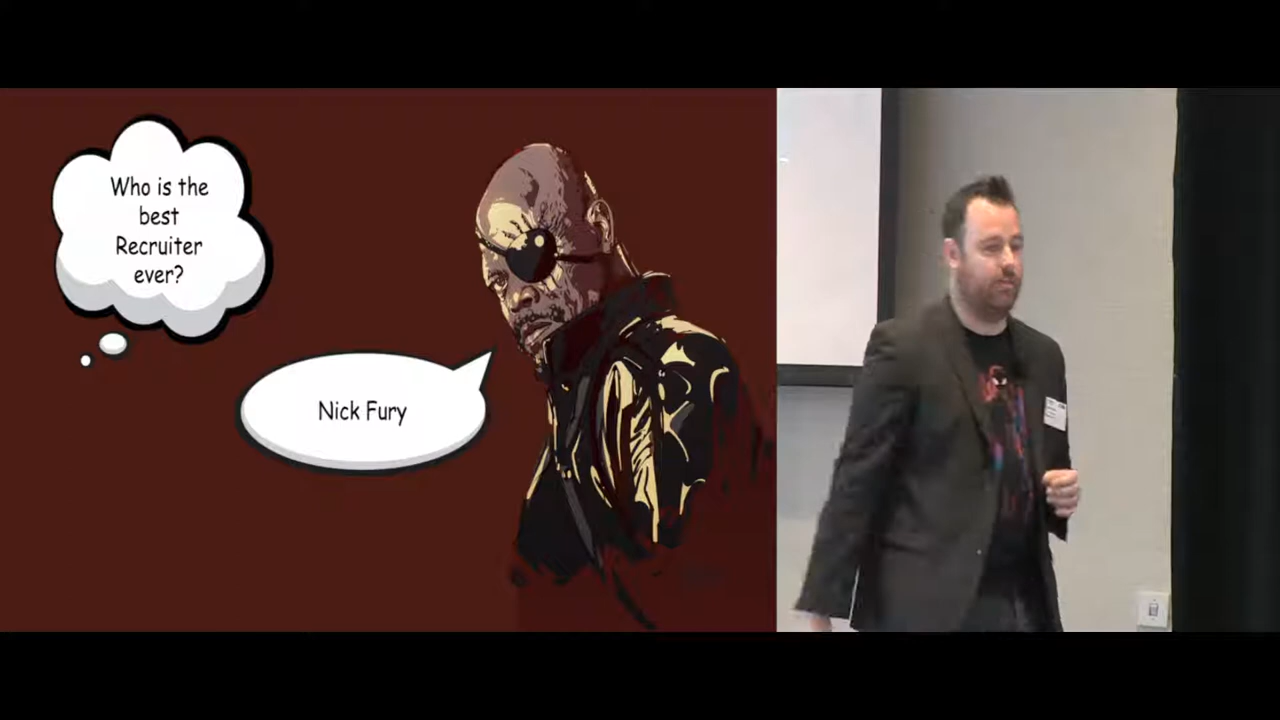 Who is the
best
Recruiter
ever?
Nick Fury